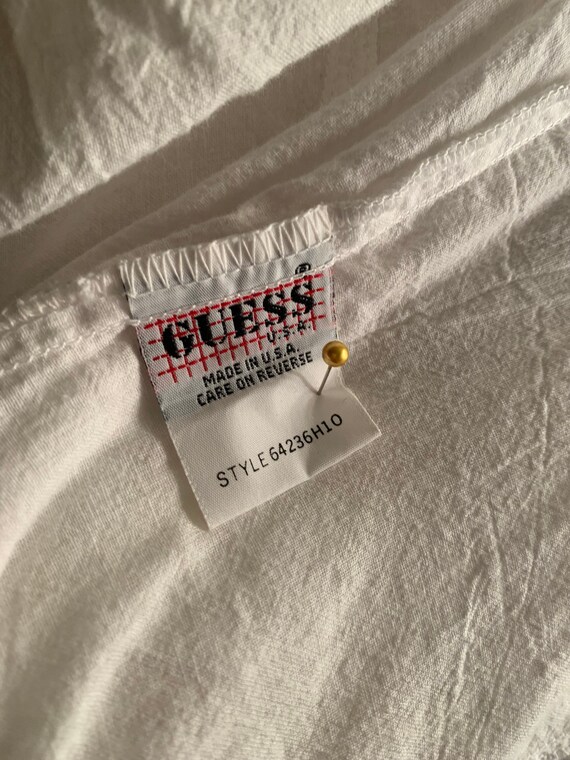 GUESS®
U.S.A.
MADE IN U.S.A.
CARE ON REVERSE
STYLE 64236H10